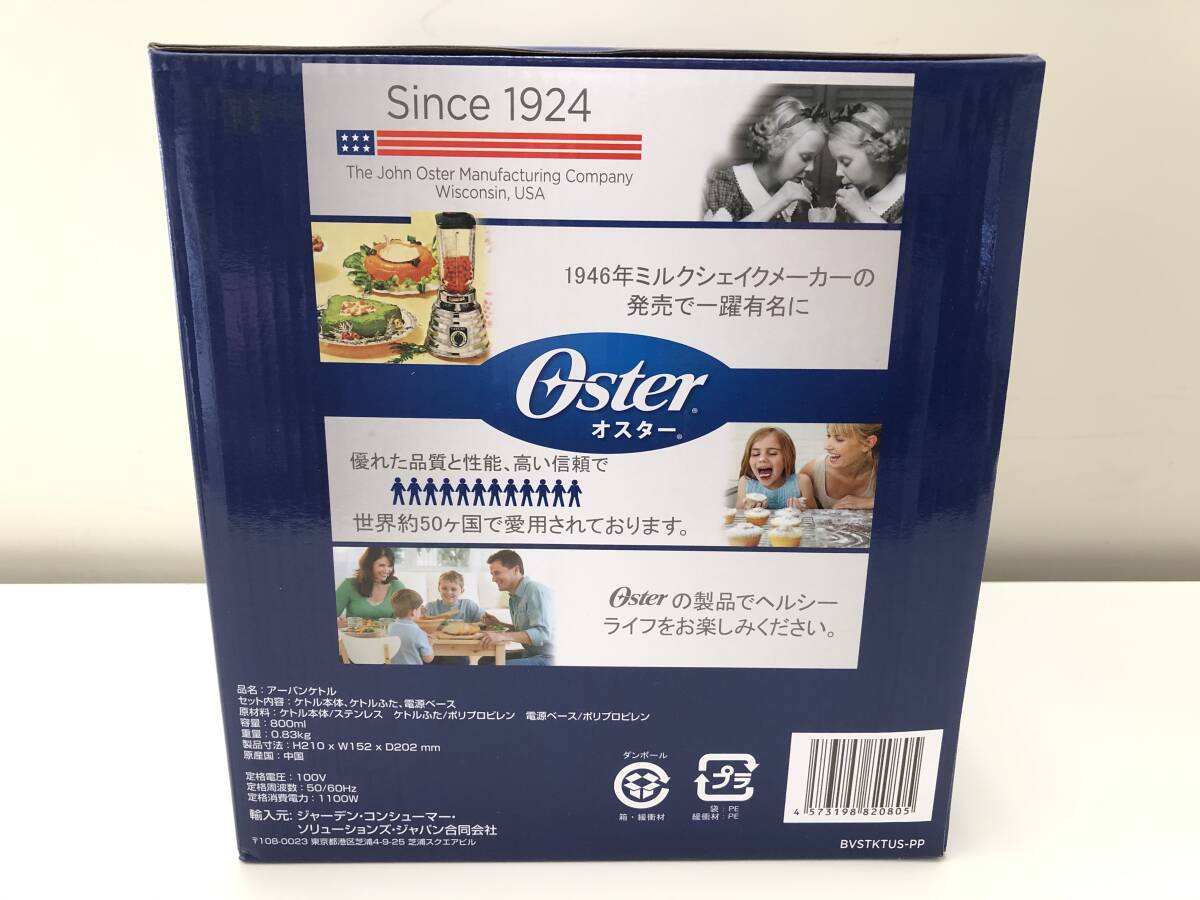 Since 1924
The John Oster Manufacturing Company
Wisconsin, USA
1946年ミルクシェイクメーカーの
発売で一躍有名に
Oster®
オスター®
優れた品質と性能、高い信頼で
世界約50ヶ国で愛用されております。
Osterの製品でヘルシー
ライフをお楽しみください。
品名：アーバンケトル
セット内容：ケトル本体、ケトルふた、電源ベース
原材料：ケトル本体/ステンレス　ケトルふた/ポリプロピレン　電源ベース/ポリプロピレン
容量：800ml
重量：0.83kg
製品寸法：H210 x W152 x D202 mm
原産国：中国
定格電圧：100V
定格周波数：50/60Hz
定格消費電力：1100W
輸入元：ジャーデン・コンシューマー・
ソリューションズ・ジャパン合同会社
〒108-0023 東京都港区芝浦4-9-25 芝浦スクエアビル
ダンボール
箱・緩衝材
プラ
袋：PE
緩衝材：PE
4 573198 820805
BVSTKTUS-PP